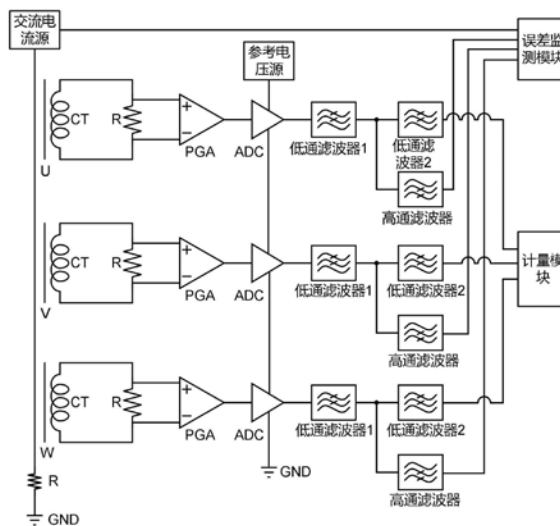 交流电
流源
误差监
测模块
参考电
压源
CT
R
+
−
PGA
ADC
低通滤波器1
低通滤
波器2
U
高通滤波器
CT
R
+
−
PGA
ADC
低通滤波器1
低通滤波器2
计量模
块
V
高通滤波器
CT
R
+
−
PGA
ADC
低通滤波器1
低通滤波器2
W
R
GND
高通滤波器
GND